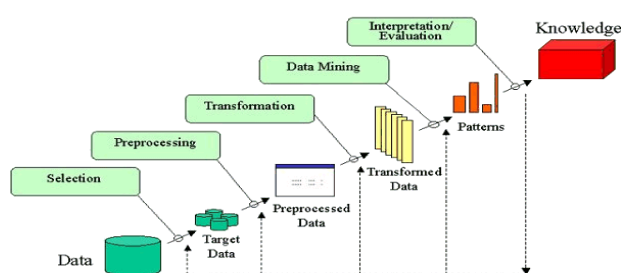 Interpretation/
Evaluation
Knowledge
Data Mining
Transformation
Patterns
Preprocessing
Transformed
Data
Selection
Preprocessed
Data
Target
Data
Data